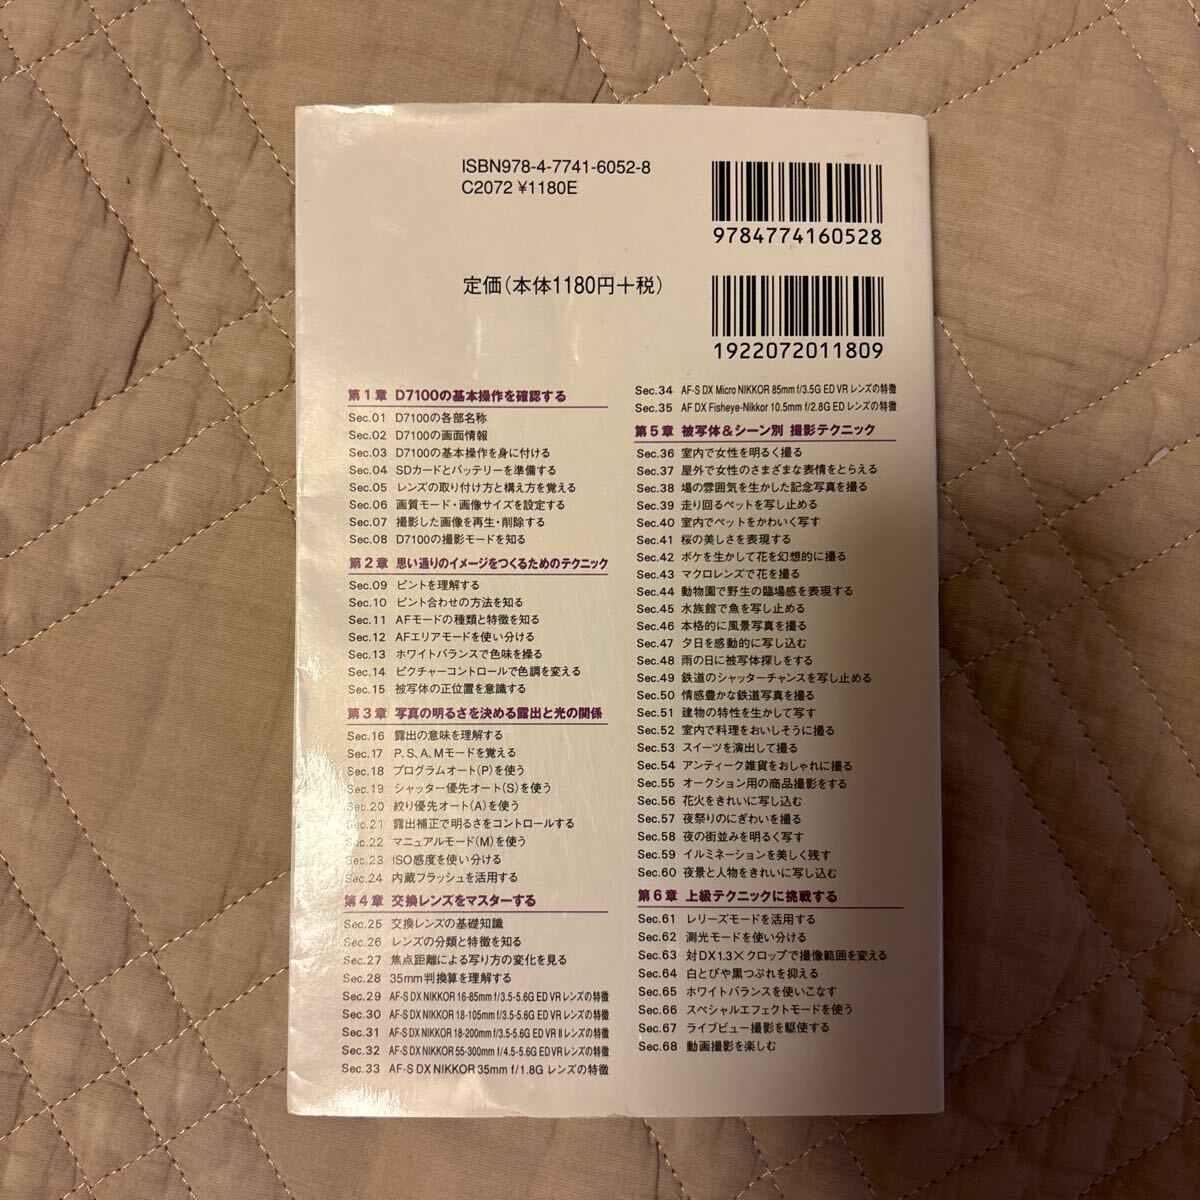 ISBN978-4-7741-6052-8
C2072 ¥1180E
9784774160528
定価(本体1180円+税)
1922072011809
第1章 D7100の基本操作を確認する
Sec.01 D7100の各部名称
Sec.02 D7100の画面情報
Sec.03 D7100の基本操作を身に付ける
Sec.04 SDカードとバッテリーを準備する
Sec.05 レンズの取り付け方と構え方を覚える
Sec.06 画質モード・画像サイズを設定する
Sec.07 撮影した画像を再生・削除する
Sec.08 D7100の撮影モードを知る
第2章 思い通りのイメージをつくるためのテクニック
Sec.09 ピントを理解する
Sec.10 ピント合わせの方法を知る
Sec.11 AFモードの種類と特徴を知る
Sec.12 AFエリアモードを使い分ける
Sec.13 ホワイトバランスで色味を操る
Sec.14 ピクチャーコントロールで色調を変える
Sec.15 被写体の正位置を意識する
第3章 写真の明るさを決める露出と光の関係
Sec.16 露出の意味を理解する
Sec.17 P、S、A、Mモードを覚える
Sec.18 プログラムオート(P)を使う
Sec.19 シャッター優先オート(S)を使う
Sec.20 絞り優先オート(A)を使う
Sec.21 露出補正で明るさをコントロールする
Sec.22 マニュアルモード(M)を使う
Sec.23 ISO感度を使い分ける
Sec.24 内蔵フラッシュを活用する
第4章 交換レンズをマスターする
Sec.25 交換レンズの基礎知識
Sec.26 レンズの分類と特徴を知る
Sec.27 焦点距離による写り方の変化を見る
Sec.28 35mm判換算を理解する
Sec.29 AF-S DX NIKKOR 16-85mm f/3.5-5.6G ED VR レンズの特徴
Sec.30 AF-S DX NIKKOR 18-105mm f/3.5-5.6G ED VR レンズの特徴
Sec.31 AF-S DX NIKKOR 18-200mm f/3.5-5.6G ED VR II レンズの特徴
Sec.32 AF-S DX NIKKOR 55-300mm f/4.5-5.6G ED VR レンズの特徴
Sec.33 AF-S DX NIKKOR 35mm f/1.8G レンズの特徴
Sec.34 AF-S DX Micro NIKKOR 85mm f/3.5G ED VR レンズの特徴
Sec.35 AF DX Fisheye-Nikkor 10.5mm f/2.8G ED レンズの特徴
第5章 被写体&シーン別 撮影テクニック
Sec.36 室内で女性を明るく撮る
Sec.37 屋外で女性のさまざまな表情をとらえる
Sec.38 場の雰囲気を生かした記念写真を撮る
Sec.39 走り回るペットを写し止める
Sec.40 室内でペットをかわいく写す
Sec.41 桜の美しさを表現する
Sec.42 ボケを生かして花を幻想的に撮る
Sec.43 マクロレンズで花を撮る
Sec.44 動物園で野生の臨場感を表現する
Sec.45 水族館で魚を写し止める
Sec.46 本格的に風景写真を撮る
Sec.47 夕日を感動的に写し込む
Sec.48 雨の日に被写体探しをする
Sec.49 鉄道のシャッターチャンスを写し止める
Sec.50 情感豊かな鉄道写真を撮る
Sec.51 建物の特性を生かして写す
Sec.52 室内で料理をおいしそうに撮る
Sec.53 スイーツを演出して撮る
Sec.54 アンティーク雑貨をおしゃれに撮る
Sec.55 オークション用の商品撮影をする
Sec.56 花火をきれいに写し込む
Sec.57 夜祭りのにぎわいを撮る
Sec.58 夜の街並みを明るく写す
Sec.59 イルミネーションを美しく残す
Sec.60 夜景と人物をきれいに写し込む
第6章 上級テクニックに挑戦する
Sec.61 レリーズモードを活用する
Sec.62 測光モードを使い分ける
Sec.63 対DX1.3×クロップで撮像範囲を変える
Sec.64 白とびや黒つぶれを抑える
Sec.65 ホワイトバランスを使いこなす
Sec.66 スペシャルエフェクトモードを使う
Sec.67 ライブビュー撮影を駆使する
Sec.68 動画撮影を楽しむ